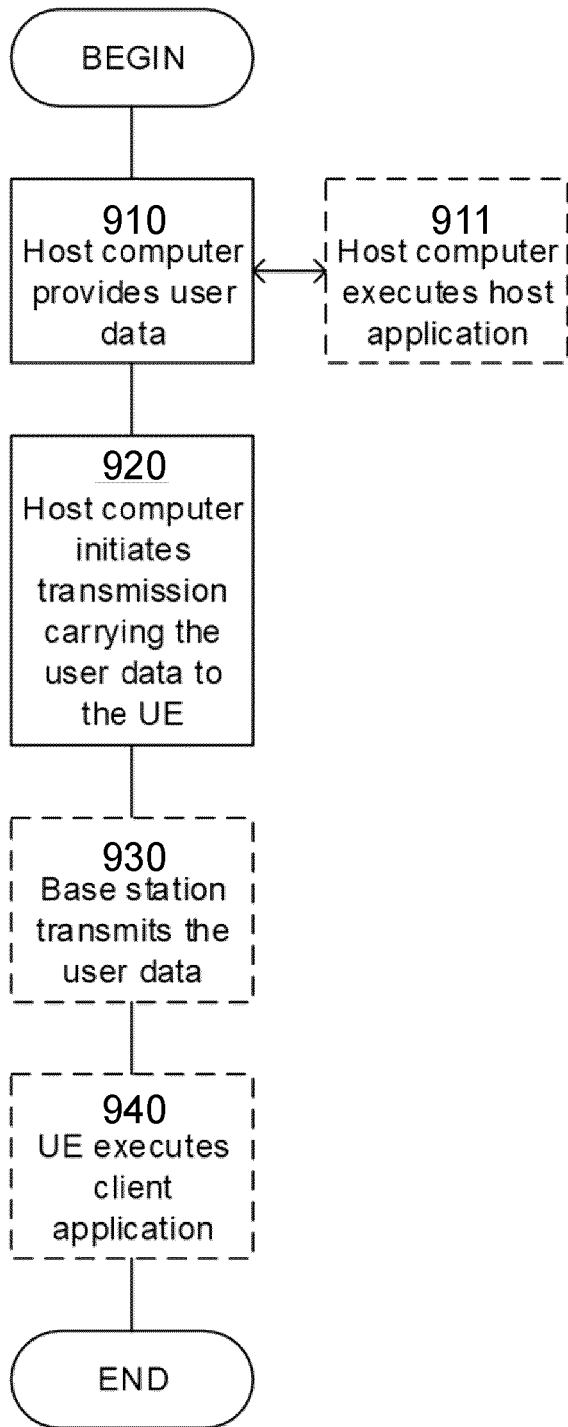 BEGIN
910
Host computer
provides user
data
911
Host computer
executes host
application
920
Host computer
initiates
transmission
carrying the
user data to
the UE
930
Base station
transmits the
user data
940
UE executes
client
application
END